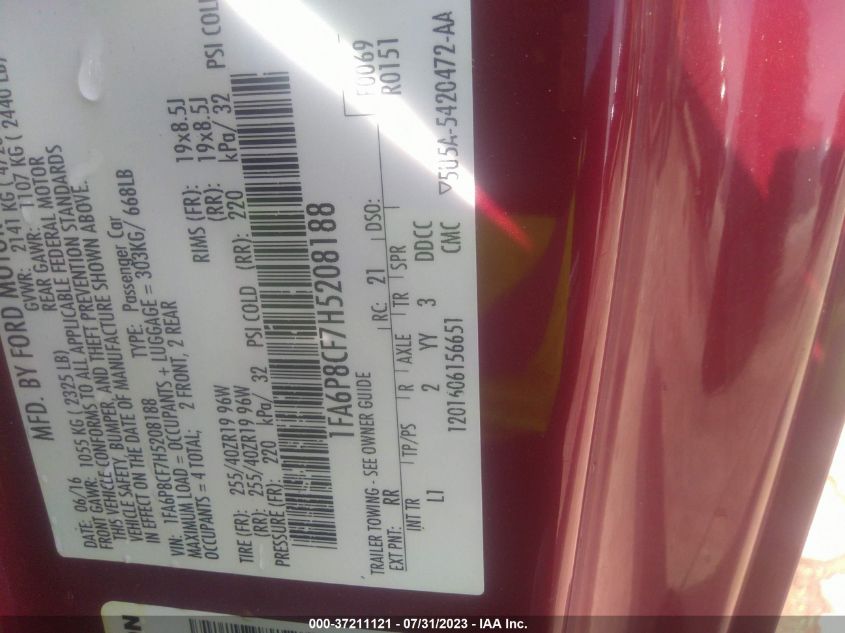 MFD. BY FORD MOTOR
DATE: 06/16 GVWR: 2141 KG
FRONT GAWR: 1055 KG ( 2325 LB) REAR GAWR: 1107 KG ( 2440 LB)
THIS VEHICLE CONFORMS TO ALL APPLICABLE FEDERAL MOTOR
VEHICLE SAFETY, BUMPER, AND THEFT PREVENTION STANDARDS
IN EFFECT ON THE DATE OF MANUFACTURE SHOWN ABOVE.
VIN: 1FA6P8CF7H5208188 TYPE: Passenger Car
MAXIMUM LOAD = OCCUPANTS + LUGGAGE = 303KG/ 668LB
OCCUPANTS = 4 TOTAL; 2 FRONT, 2 REAR
TIRE (FR): 255/40ZR19 96W RIMS (FR): 19x8.5J
(RR): 255/40ZR19 96W (RR): 19x8.5J
PRESSURE (FR): 220 kPa/ 32 PSI COLD (RR): 220 kPa/ 32 PSI COLD
1FA6P8CF7H5208188
TRAILER TOWING - SEE OWNER GUIDE
F0069
EXT PNT: RR RC: 21 DSO: R0151
INT TR TP/PS R AXLE TR SPR
LJ 2 YY 3 DDCC
1201606156651 CMC
▽5U5A-5420472-AA
000-37211121 - 07/31/2023 - IAA Inc.